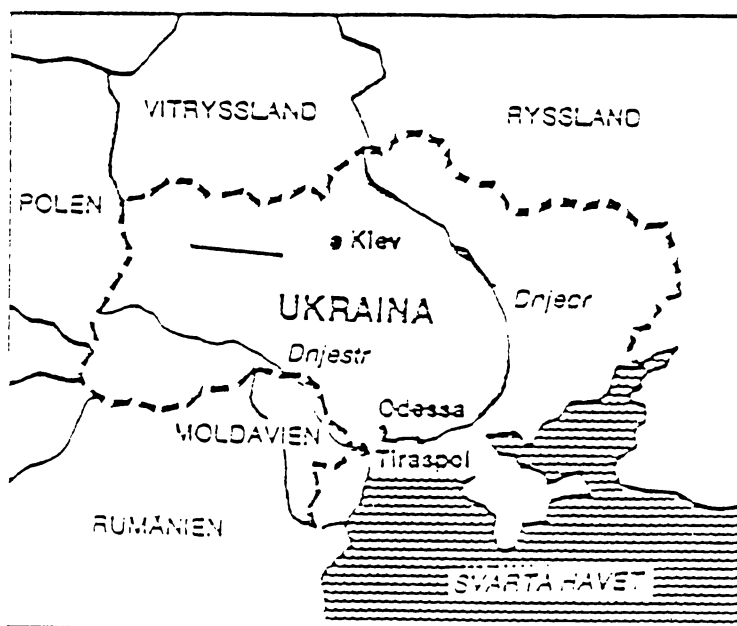 VITRYSSLAND
RYSSLAND
POLEN
Kiev
UKRAINA
Dnjepr
Dnjestr
Odessa
MOLDAVIEN
Tiraspol
RUMÄNIEN
SVARTA HAVET